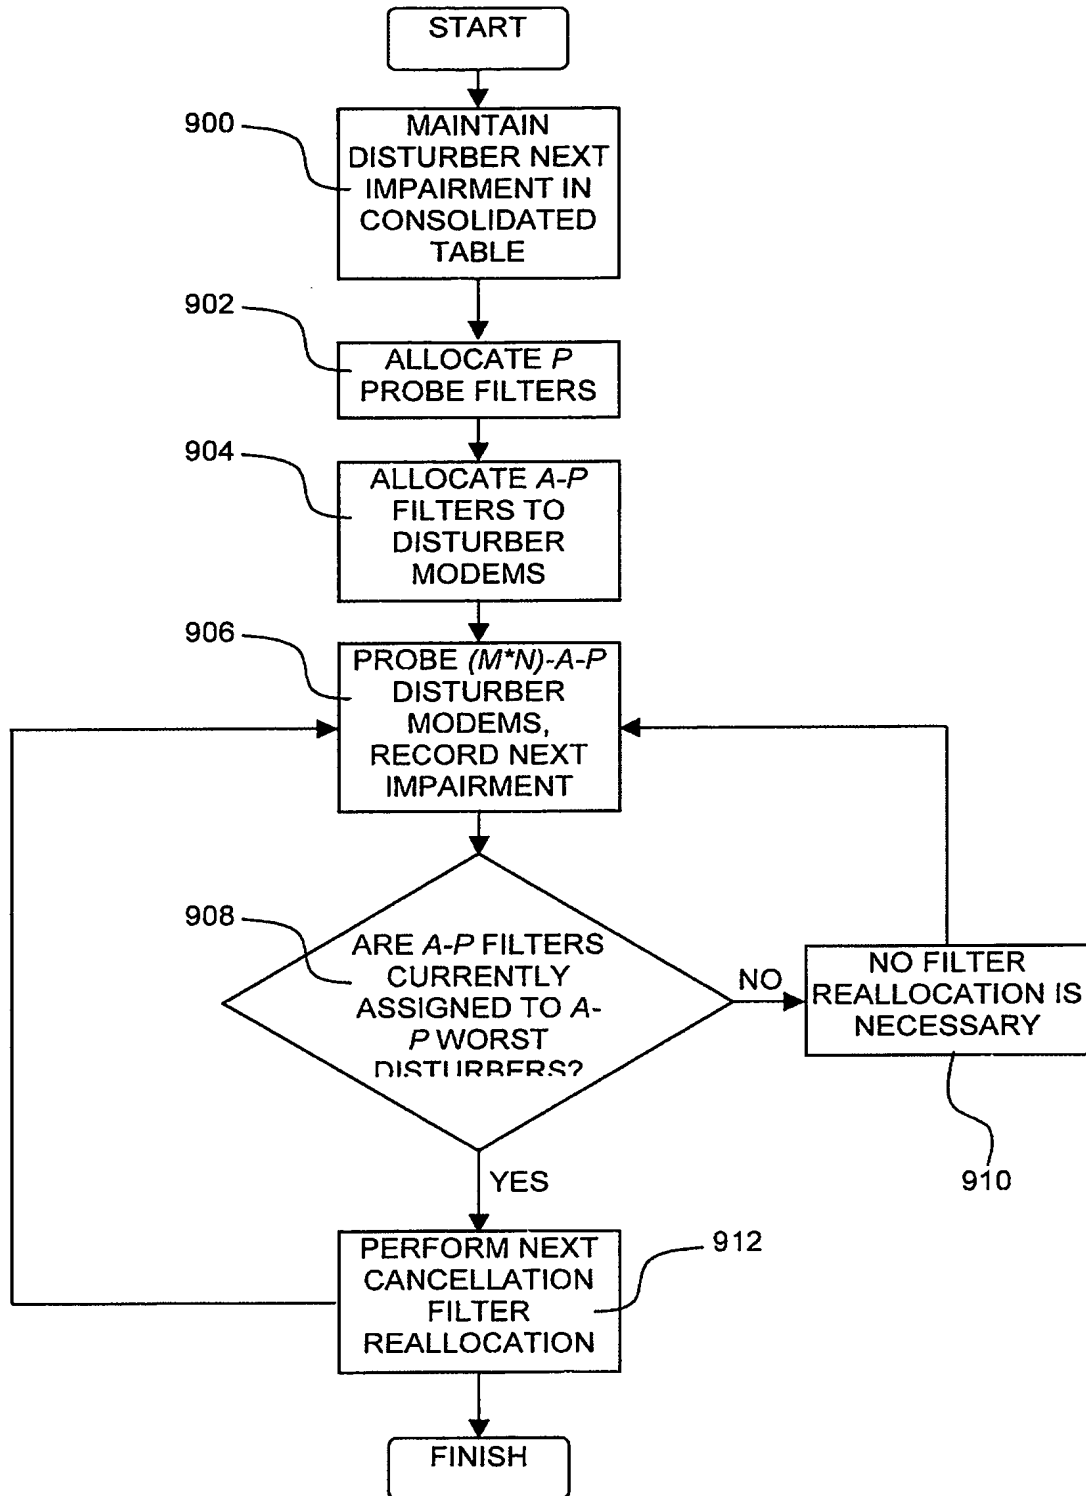 START
900
MAINTAIN
DISTURBER NEXT
IMPAIRMENT IN
CONSOLIDATED
TABLE
902
ALLOCATE P
PROBE FILTERS
904
ALLOCATE A-P
FILTERS TO
DISTURBER
MODEMS
906
PROBE (M*N)-A-P
DISTURBER
MODEMS,
RECORD NEXT
IMPAIRMENT
908
ARE A-P FILTERS
CURRENTLY
ASSIGNED TO A-
P WORST
DISTURBERS?
NO
NO FILTER
REALLOCATION IS
NECESSARY
910
YES
PERFORM NEXT
CANCELLATION
FILTER
REALLOCATION
912
FINISH